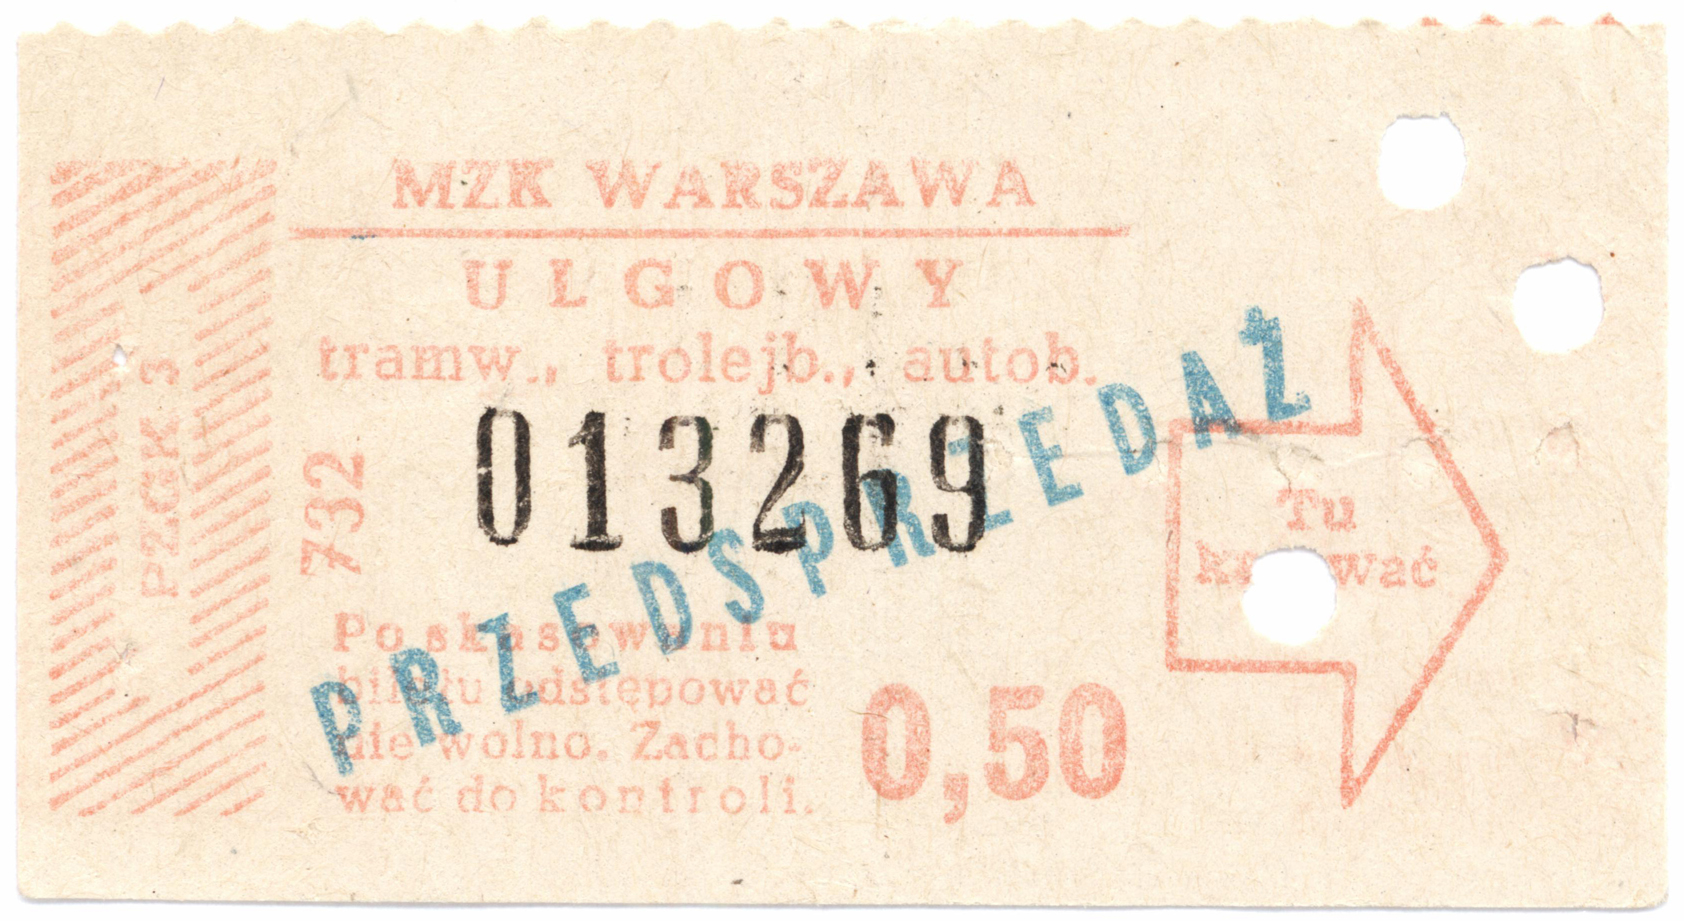 MZK WARSZAWA
ULGOWY
tramw., trolejb., autob.
013269
PRZEDSPRZEDAŻ
PZGK 3
732
Po skasowaniu
biletu odstępować
nie wolno. Zacho-
wać do kontroli.
0,50
Tu